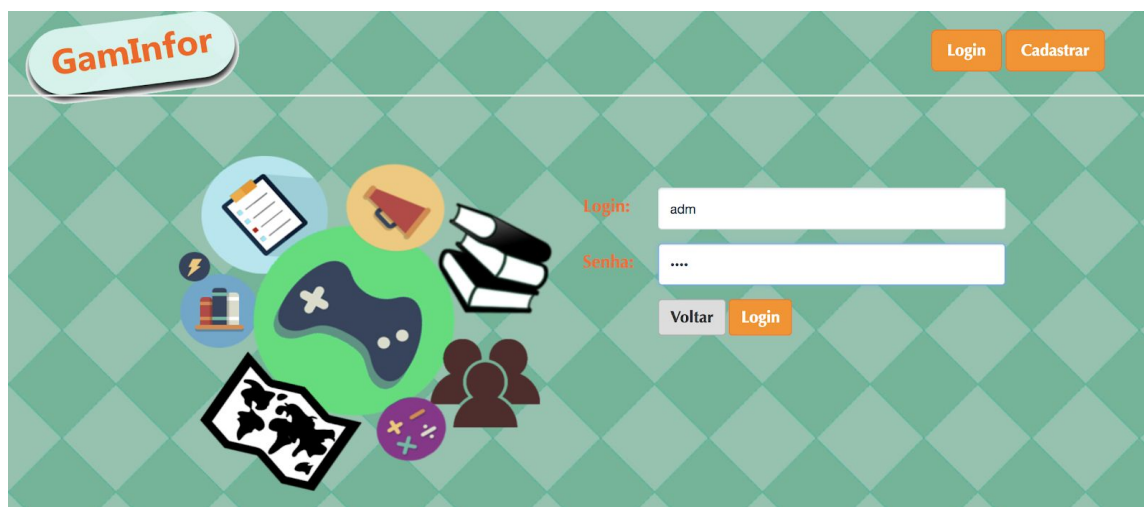 GamInfor
Login Cadastrar
Login: adm
Senha: ••••
Voltar Login